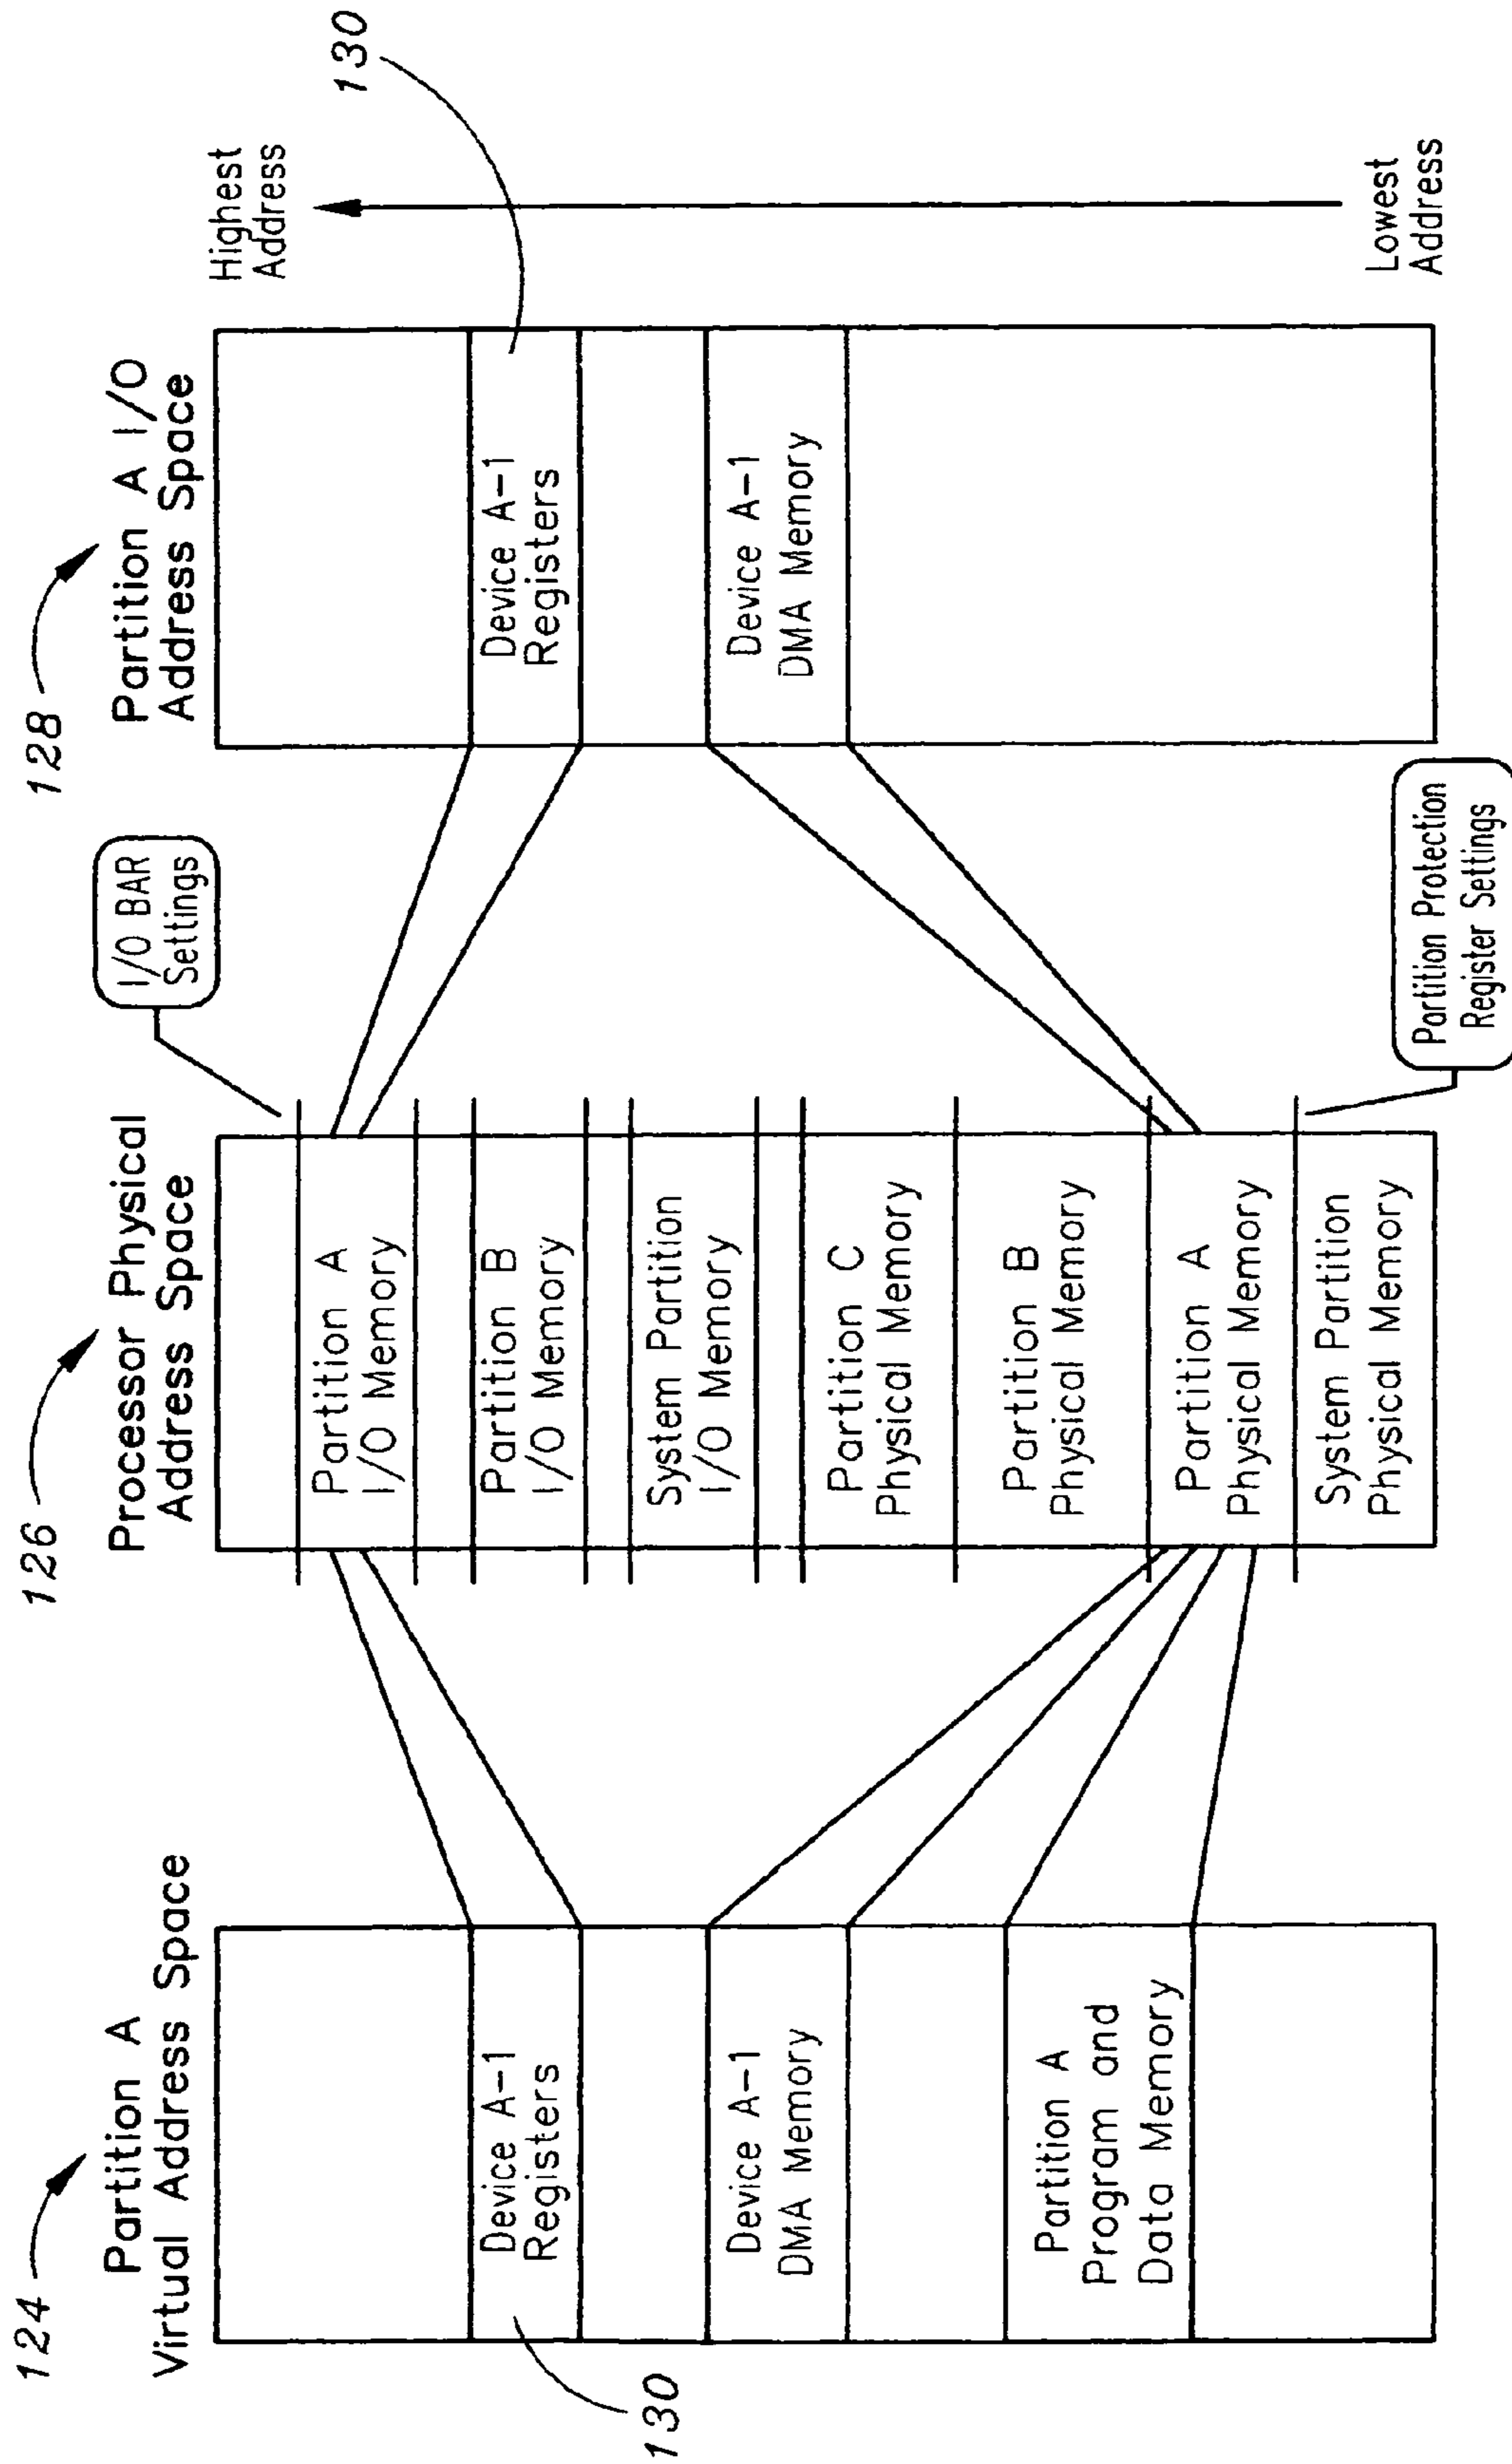 124
Partition A
Virtual Address Space
Device A-1
Registers
130
Device A-1
DMA Memory
Partition A
Program and
Data Memory
126
Processor Physical
Address Space
Partition A
I/O Memory
Partition B
I/O Memory
System Partition
I/O Memory
Partition C
Physical Memory
Partition B
Physical Memory
Partition A
Physical Memory
System Partition
Physical Memory
I/O BAR
Settings
Partition Protection
Register Settings
128
Partition A I/O
Address Space
Device A-1
Registers
Device A-1
DMA Memory
130
Highest
Address
Lowest
Address